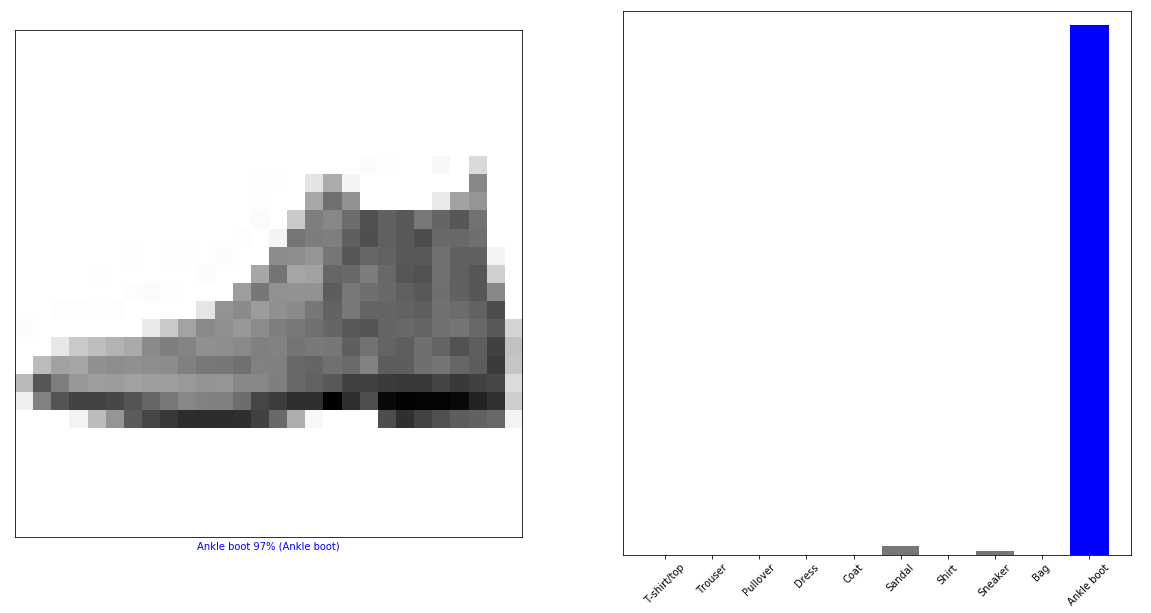 Ankle boot 97% (Ankle boot)
T-shirt/top
Trouser
Pullover
Dress
Coat
Sandal
Shirt
Sneaker
Bag
Ankle boot